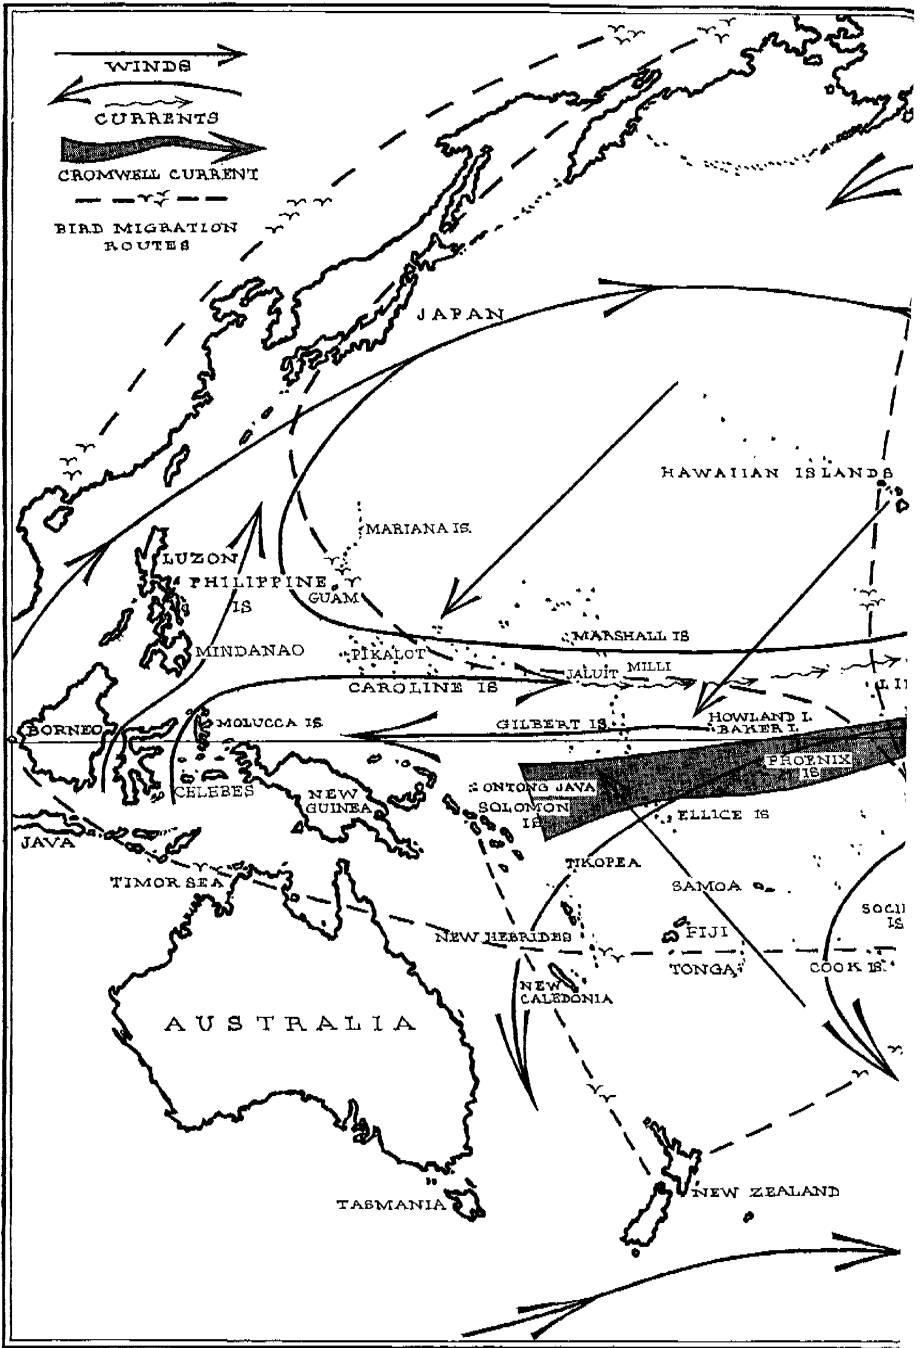 WINDS
CURRENTS
CROMWELL CURRENT
BIRD MIGRATION
ROUTES
JAPAN
HAWAIIAN ISLANDS
MARIANA IS.
LUZON
PHILIPPINE
IS
GUAM
MINDANAO
PIKALOT
MARSHALL IS
JALUIT
MILLI
CAROLINE IS
LI
BORNEO
MOLUCCA IS.
GILBERT IS.
HOWLAND I.
BAKER I.
PHOENIX
IS
CELEBES
NEW
GUINEA
ONTONG JAVA
SOLOMON
IS
ELLICE IS
JAVA
TIKOPEA
TIMOR SEA
SAMOA
SOCI
IS
NEW HEBRIDES
FIJI
TONGA
COOK IS.
NEW
CALEDONIA
AUSTRALIA
TASMANIA
NEW ZEALAND